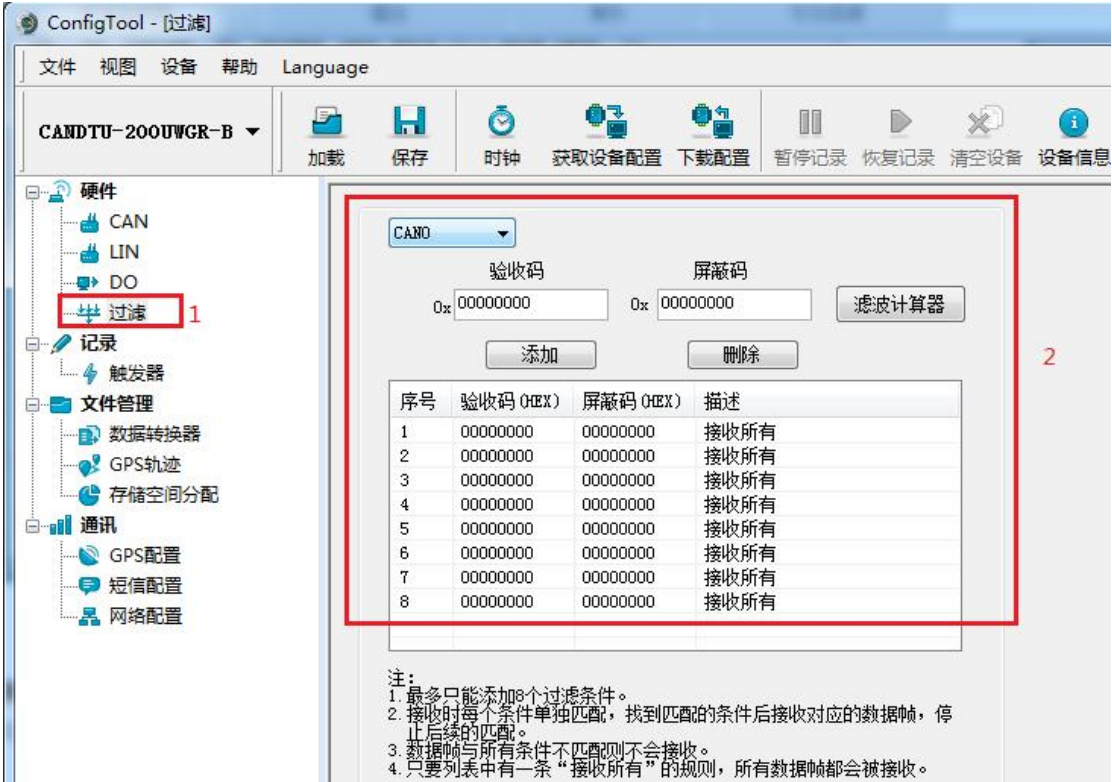 ConfigTool - [过滤]
文件 视图 设备 帮助 Language
CANDTU-200UWGR-B
加载 保存 时钟 获取设备配置 下载配置 暂停记录 恢复记录 清空设备 设备信息
硬件
CAN
LIN
DO
过滤 1
记录
触发器
文件管理
数据转换器
GPS轨迹
存储空间分配
通讯
GPS配置
短信配置
网络配置
CAN0
验收码 屏蔽码
0x 00000000 0x 00000000 滤波计算器
添加 删除
2
序号 验收码(HEX) 屏蔽码(HEX) 描述
1 00000000 00000000 接收所有
2 00000000 00000000 接收所有
3 00000000 00000000 接收所有
4 00000000 00000000 接收所有
5 00000000 00000000 接收所有
6 00000000 00000000 接收所有
7 00000000 00000000 接收所有
8 00000000 00000000 接收所有
注：
1.最多只能添加8个过滤条件。
2.接收时每个条件单独匹配，找到匹配的条件后接收对应的数据帧，停
止后续的匹配。
3.数据帧与所有条件不匹配则不会接收。
4.只要列表中有一条“接收所有”的规则，所有数据帧都会被接收。